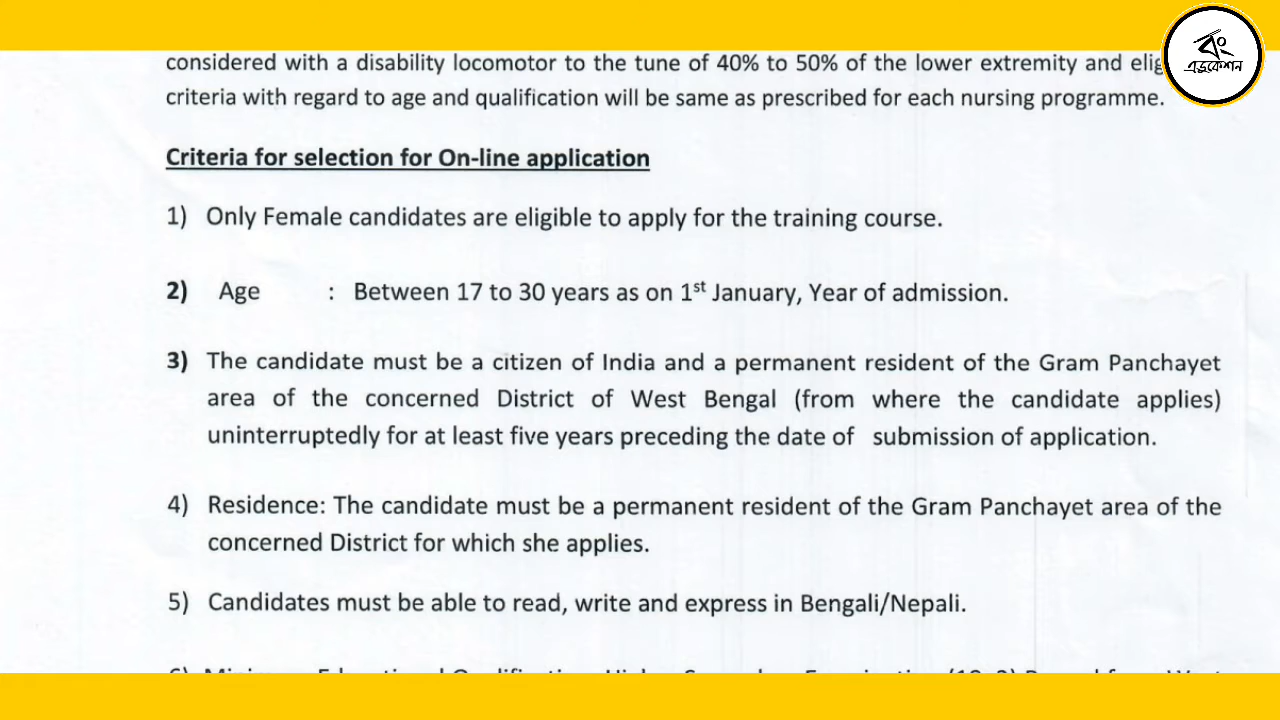 বং
এডুকেশন
considered with a disability locomotor to the tune of 40% to 50% of the lower extremity and
criteria with regard to age and qualification will be same as prescribed for each nursing programme.
Criteria for selection for On-line application
1) Only Female candidates are eligible to apply for the training course.
2) Age : Between 17 to 30 years as on 1st January, Year of admission.
3) The candidate must be a citizen of India and a permanent resident of the Gram Panchayet
area of the concerned District of West Bengal (from where the candidate applies)
uninterruptedly for at least five years preceding the date of submission of application.
4) Residence: The candidate must be a permanent resident of the Gram Panchayet area of the
concerned District for which she applies.
5) Candidates must be able to read, write and express in Bengali/Nepali.